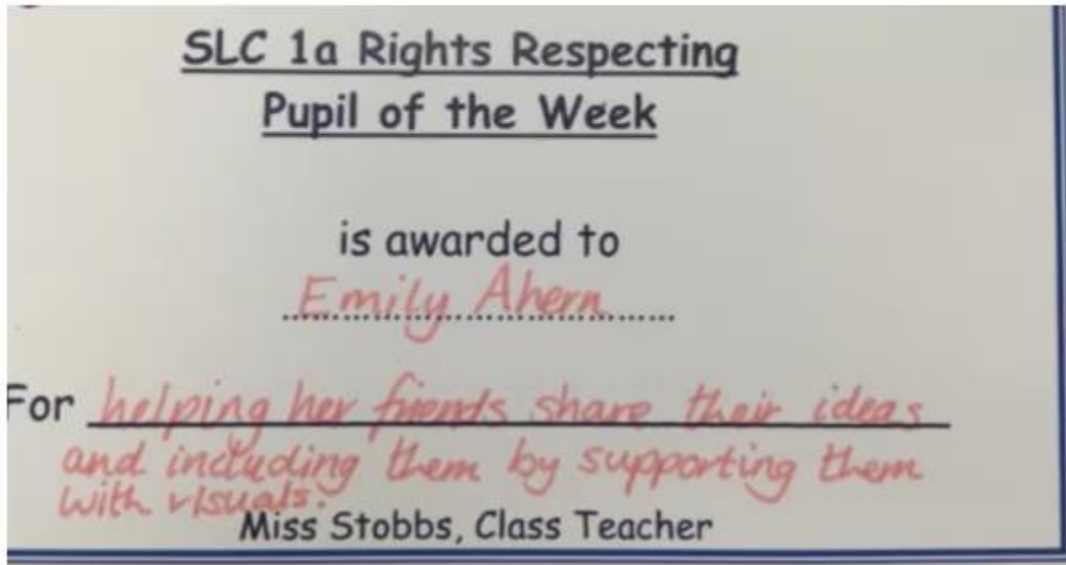 SLC 1a Rights Respecting
Pupil of the Week
is awarded to
Emily Ahern
For helping her friends share their ideas
and including them by supporting them
with visuals.
Miss Stobbs, Class Teacher